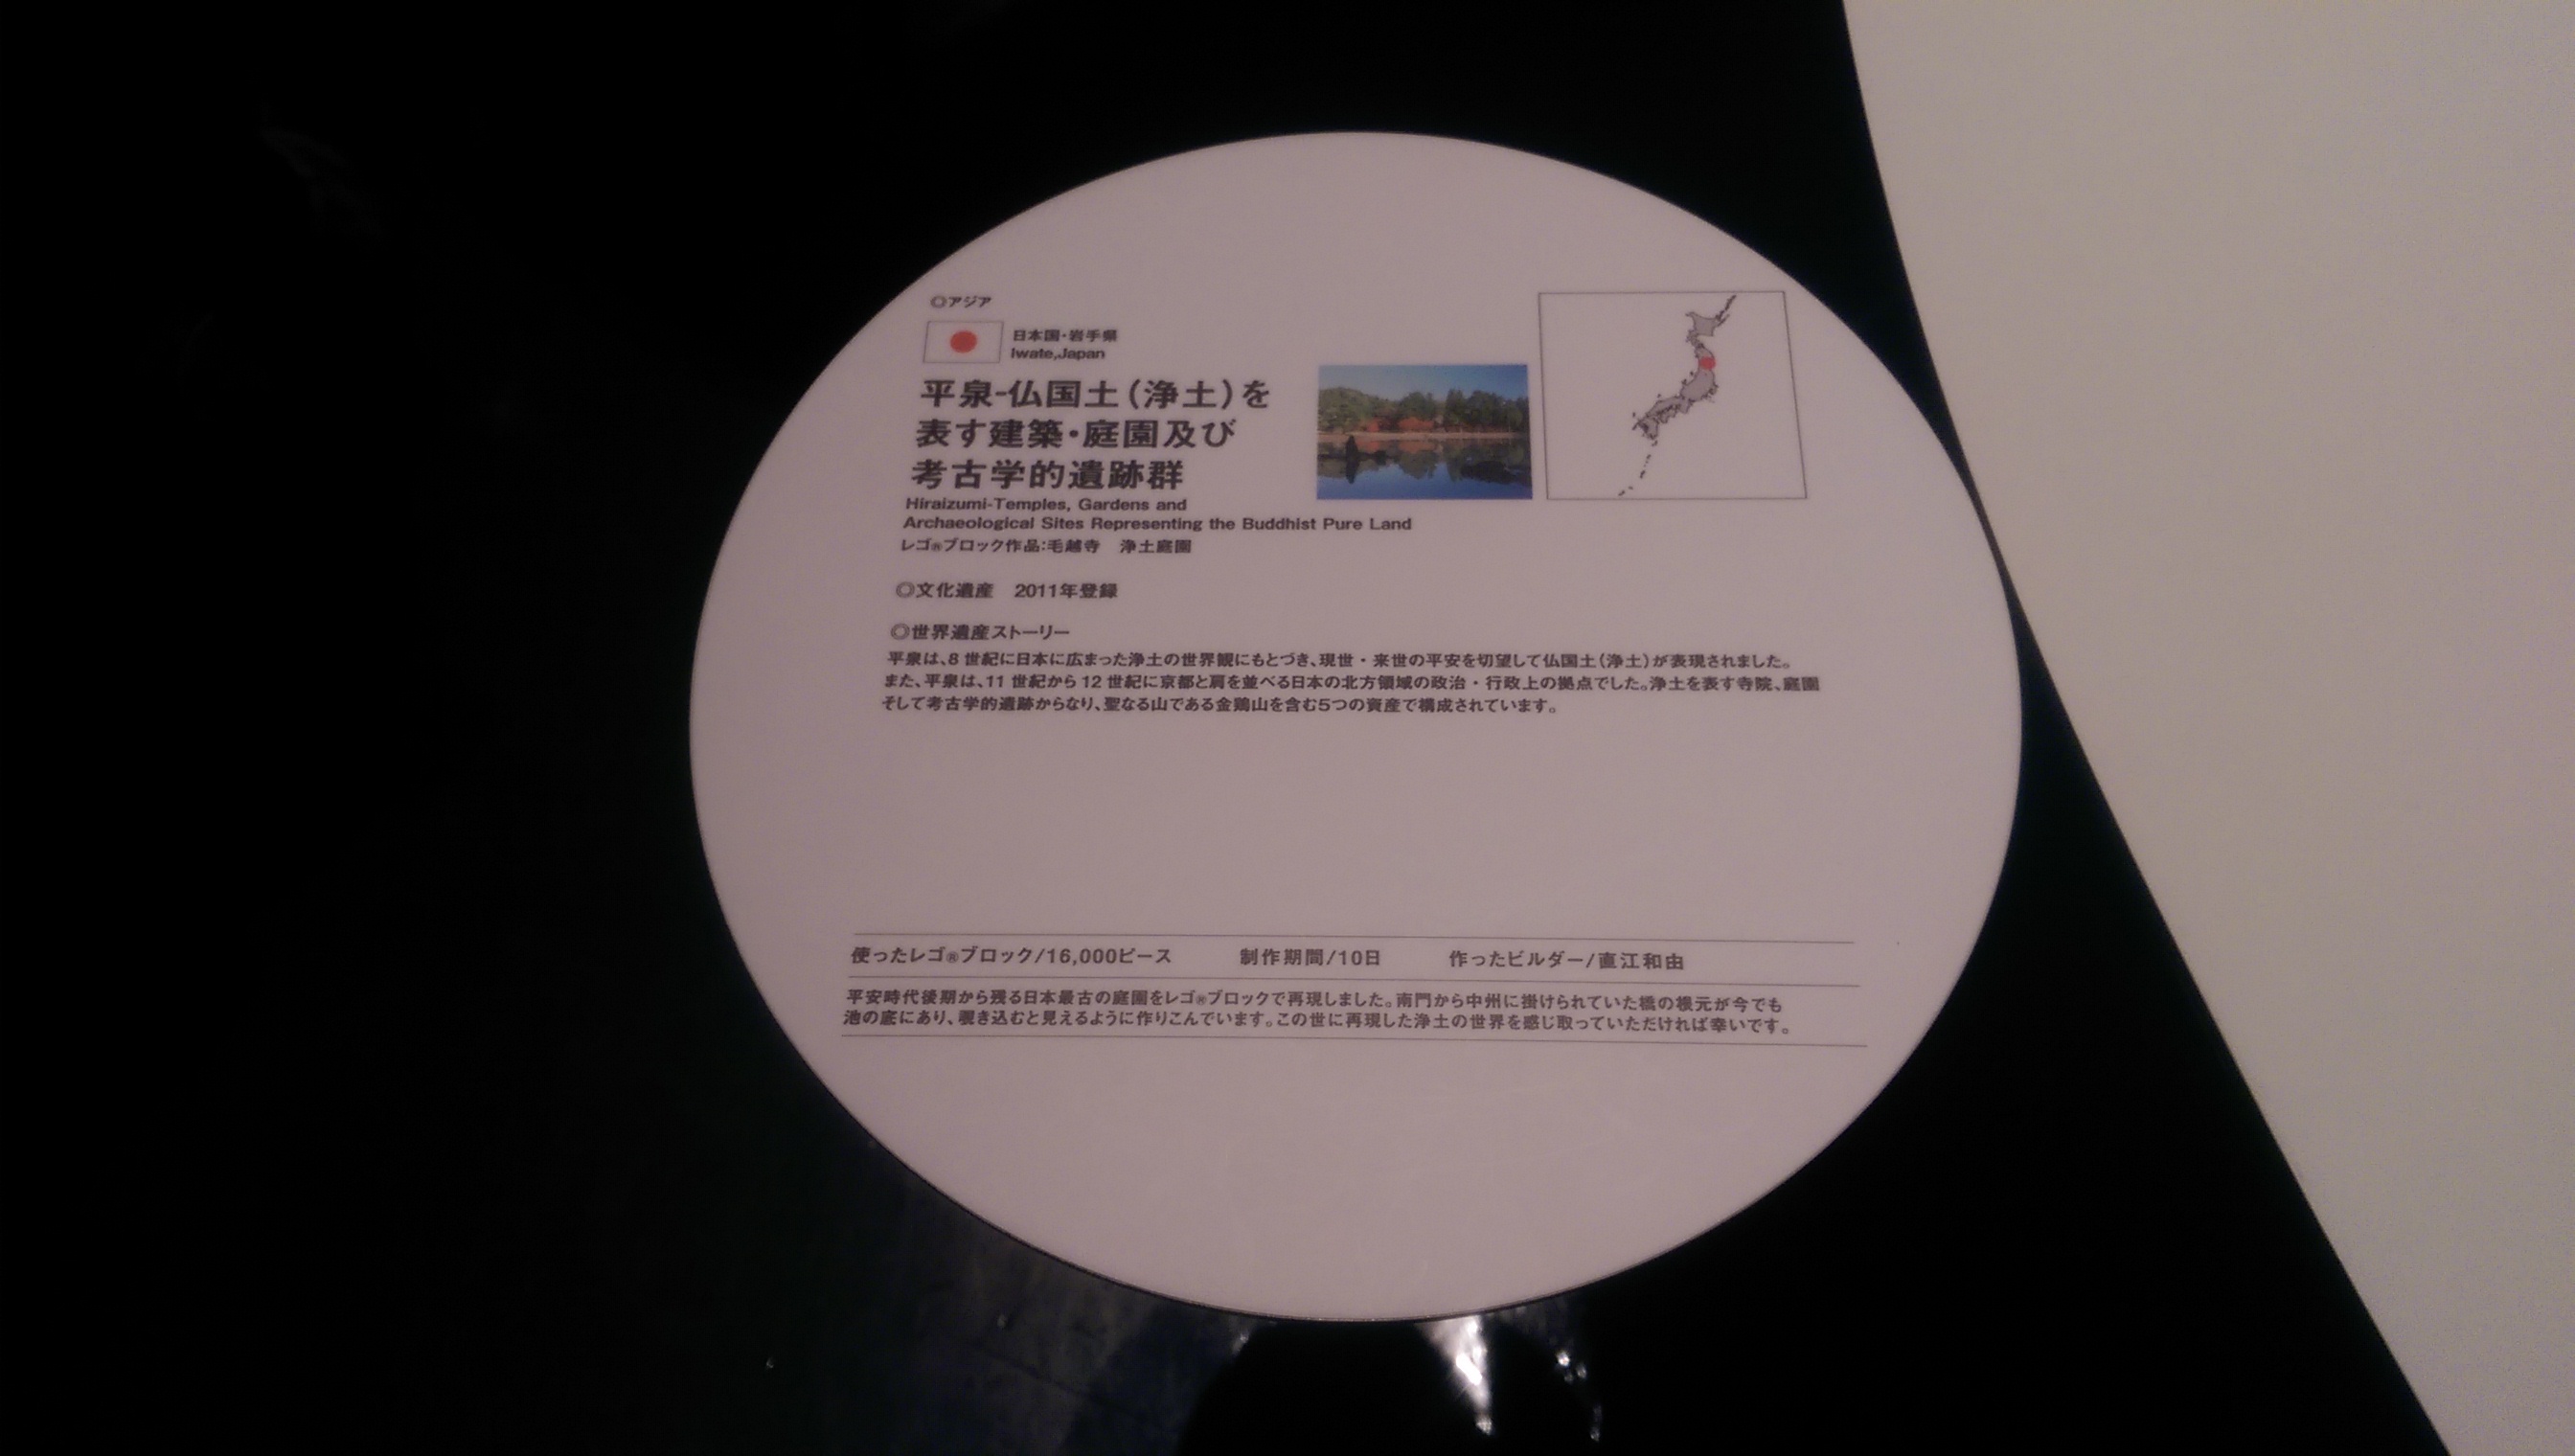 ◎アジア
日本国・岩手県
Iwate,Japan
平泉-仏国土(浄土)を
表す建築・庭園及び
考古学的遺跡群
Hiraizumi-Temples, Gardens and
Archaeological Sites Representing the Buddhist Pure Land
レゴ®ブロック作品:毛越寺　浄土庭園
◎文化遺産　2011年登録
◎世界遺産ストーリー
平泉は、8 世紀に日本に広まった浄土の世界観にもとづき、現世・来世の平安を切望して仏国土(浄土)が表現されました。
また、平泉は、11 世紀から 12 世紀に京都と肩を並べる日本の北方領域の政治・行政上の拠点でした。浄土を表す寺院、庭園
そして考古学的遺跡からなり、聖なる山である金鶏山を含む5つの資産で構成されています。
使ったレゴ®ブロック/16,000ピース　制作期間/10日　作ったビルダー/直江和由
平安時代後期から残る日本最古の庭園をレゴ®ブロックで再現しました。南門から中州に掛けられていた橋の根元が今でも
池の底にあり、覗き込むと見えるように作りこんでいます。この世に再現した浄土の世界を感じ取っていただければ幸いです。